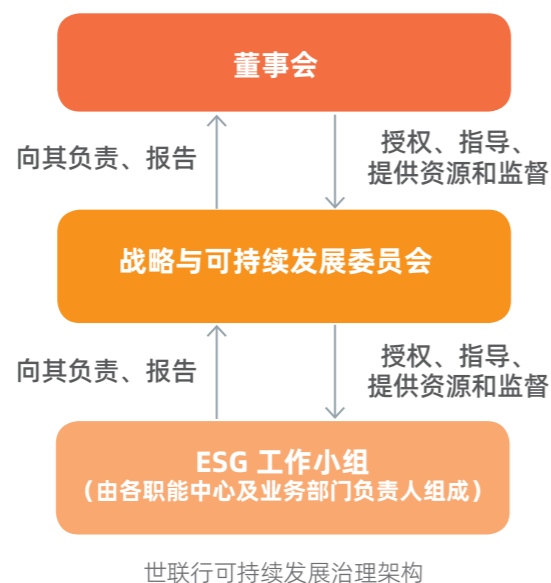 董事会
向其负责、报告
授权、指导、
提供资源和监督
战略与可持续发展委员会
向其负责、报告
授权、指导、
提供资源和监督
ESG 工作小组
（由各职能中心及业务部门负责人组成）
世联行可持续发展治理架构